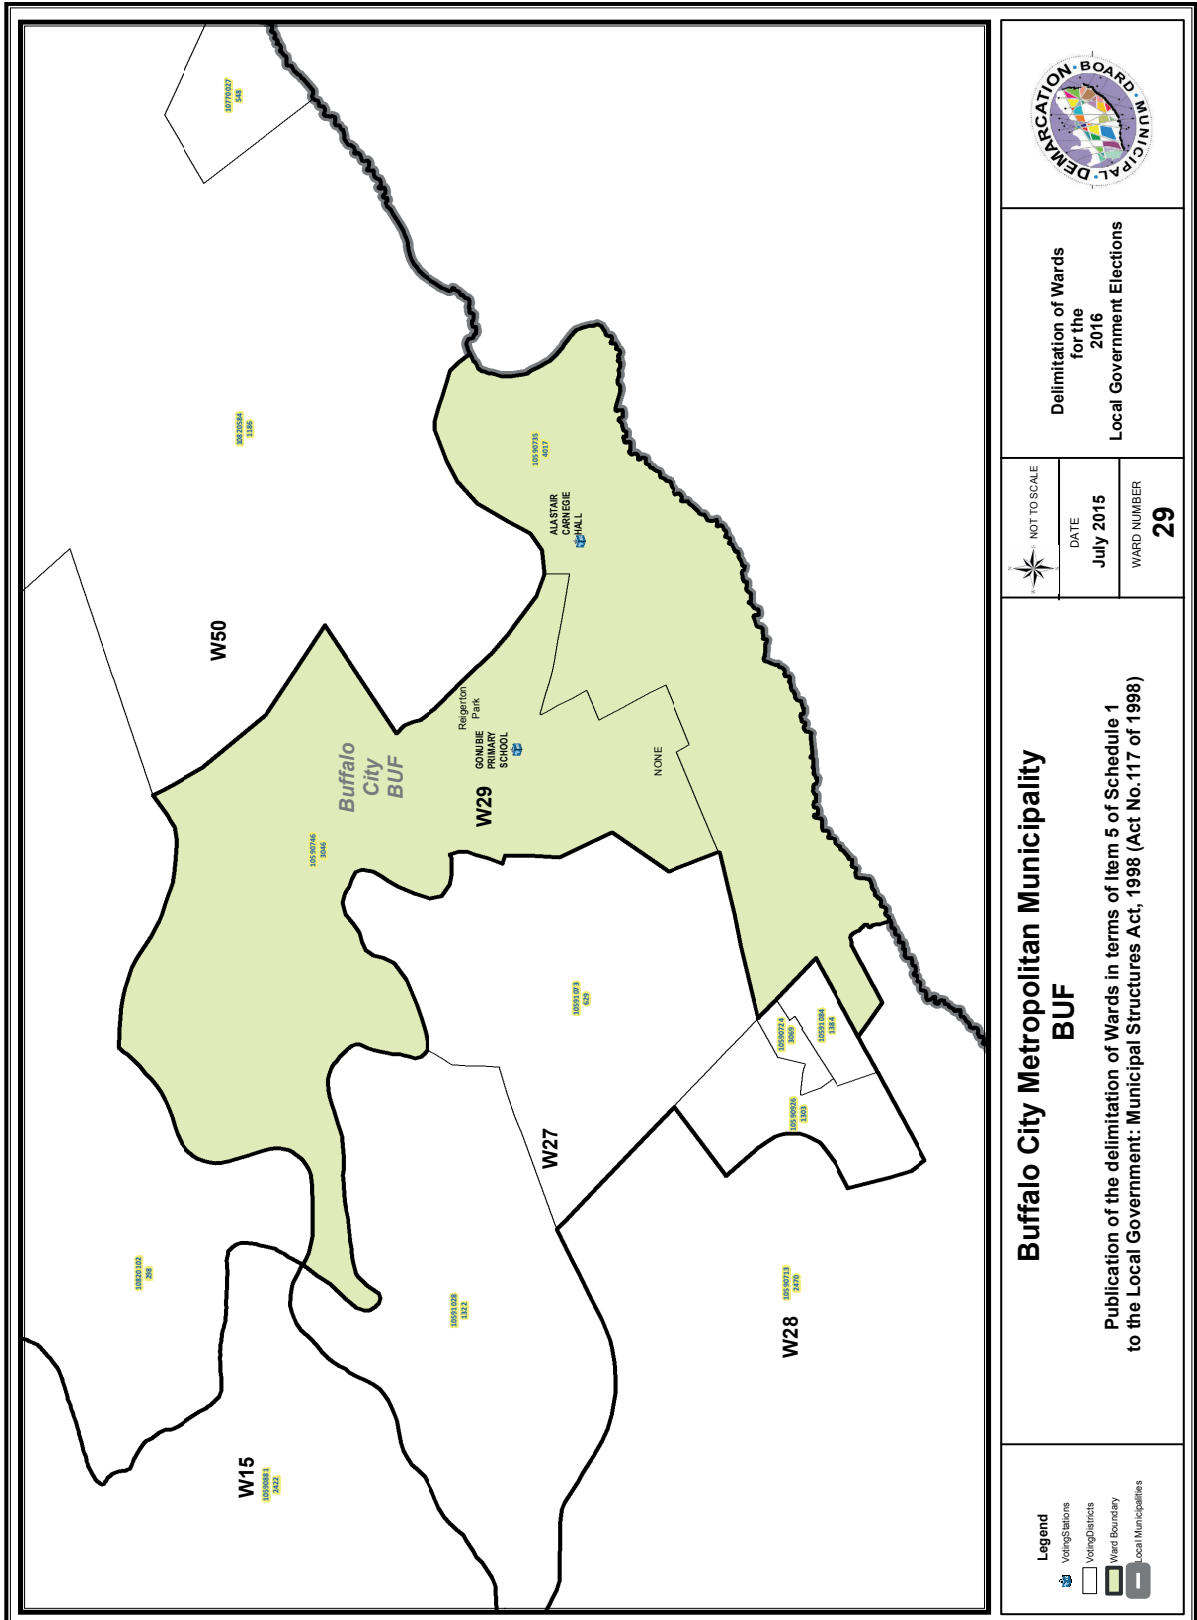 10770027
548
10820584
1186
W50
10590735
4017
ALASTAIR
CARNEGIE
HALL
Reigerton
Park
GONUBIE
PRIMARY
SCHOOL
Buffalo
City
BUF
W29
NONE
10590746
3046
10591073
629
10590724
3069
10591084
1384
10590926
1303
W27
10820102
298
10591028
1322
10590713
2470
W28
W15
10590881
2422
MUNICIPAL • DEMARCATION • BOARD •
Delimitation of Wards
for the
2016
Local Government Elections
NOT TO SCALE
DATE
July 2015
WARD NUMBER
29
Buffalo City Metropolitan Municipality
BUF
Publication of the delimitation of Wards in terms of Item 5 of Schedule 1
to the Local Government: Municipal Structures Act, 1998 (Act No.117 of 1998)
Legend
VotingStations
VotingDistricts
Ward Boundary
Local Municipalities